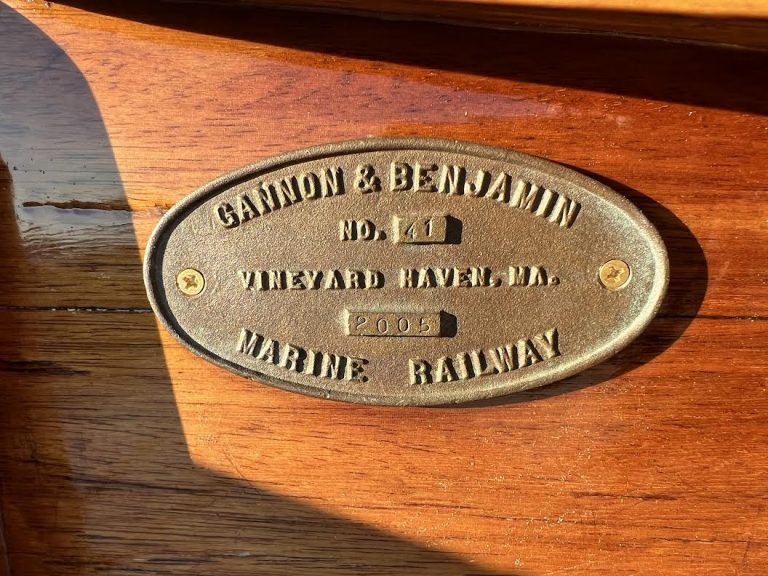 GANNON & BENJAMIN
NO. 41
VINEYARD HAVEN, MA.
2005
MARINE RAILWAY